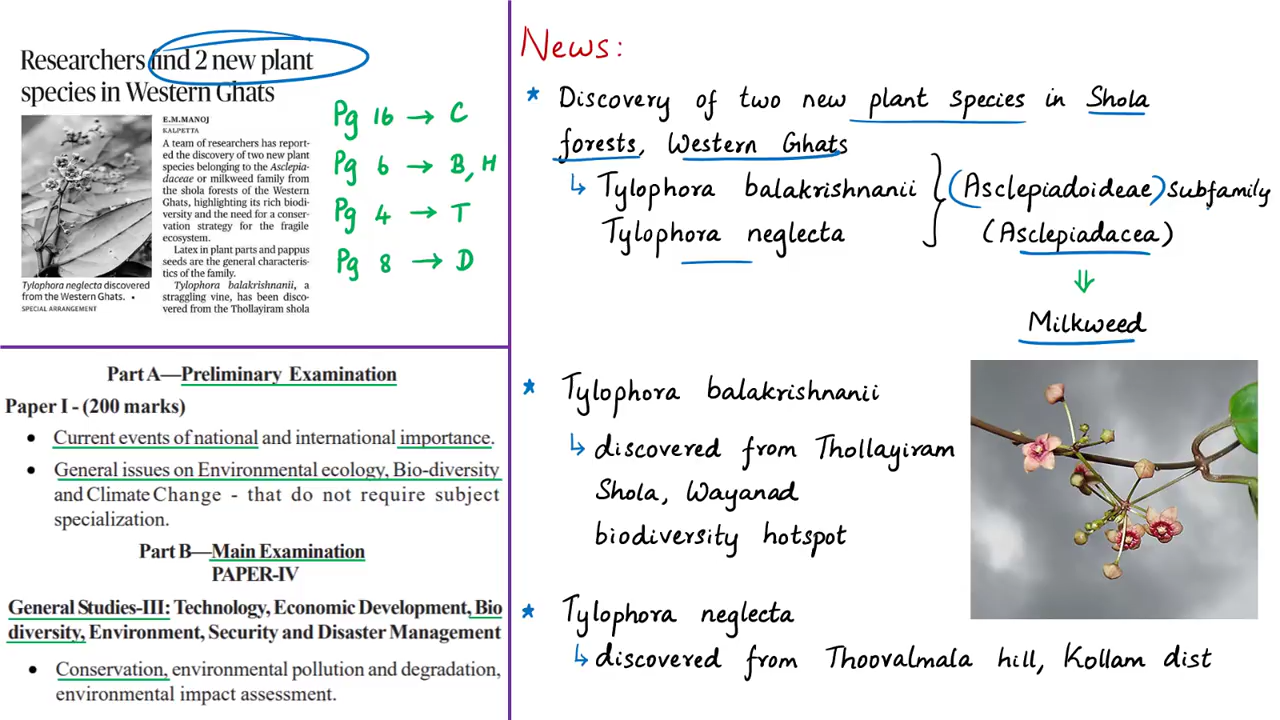 Researchers find 2 new plant
species in Western Ghats
E.M.MANOJ
KALPETTA
A team of researchers has report-
ed the discovery of two new plant
species belonging to the Asclepia-
daceae or milkweed family from
the shola forests of the Western
Ghats, highlighting its rich biodi-
versity and the need for a conser-
vation strategy for the fragile
ecosystem.
Latex in plant parts and pappus
seeds are the general characteris-
tics of the family.
Tylophora balakrishnanii, a
straggling vine, has been disco-
vered from the Thollayiram shola
Tylophora neglecta discovered
from the Western Ghats. •
SPECIAL ARRANGEMENT
Pg 16 → C
Pg 6 → B, H
Pg 4 → T
Pg 8 → D
Part A—Preliminary Examination
Paper I - (200 marks)
• Current events of national and international importance.
• General issues on Environmental ecology, Bio-diversity
and Climate Change - that do not require subject
specialization.
Part B—Main Examination
PAPER-IV
General Studies-III: Technology, Economic Development, Bio
diversity, Environment, Security and Disaster Management
• Conservation, environmental pollution and degradation,
environmental impact assessment.
News:
* Discovery of two new plant species in Shola
forests, Western Ghats
↳ Tylophora balakrishnanii } (Asclepiadoideae) subfamily
Tylophora neglecta (Asclepiadacea)
⇓
Milkweed
* Tylophora balakrishnanii
↳ discovered from Thollayiram
Shola, Wayanad
biodiversity hotspot
* Tylophora neglecta
↳ discovered from Thoovalmala hill, Kollam dist